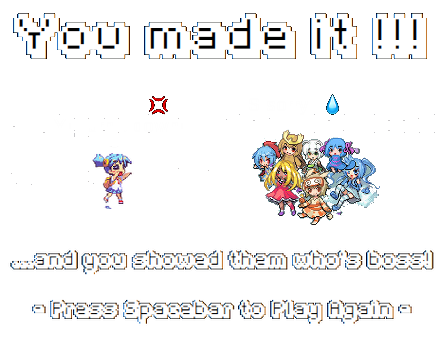 You made it !!!
...and you showed them who's boss!
- Press Spacebar to Play Again -